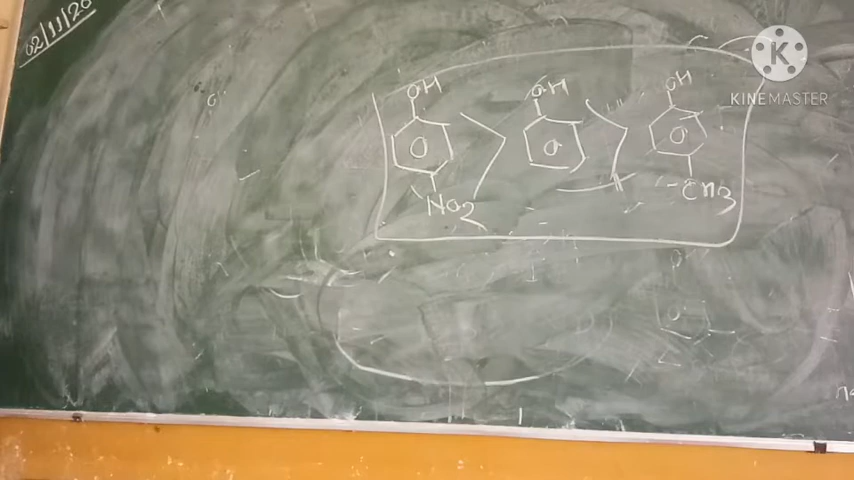 02/11/20
OH > OH > OH
NO2
CH3
K
KINEMASTER